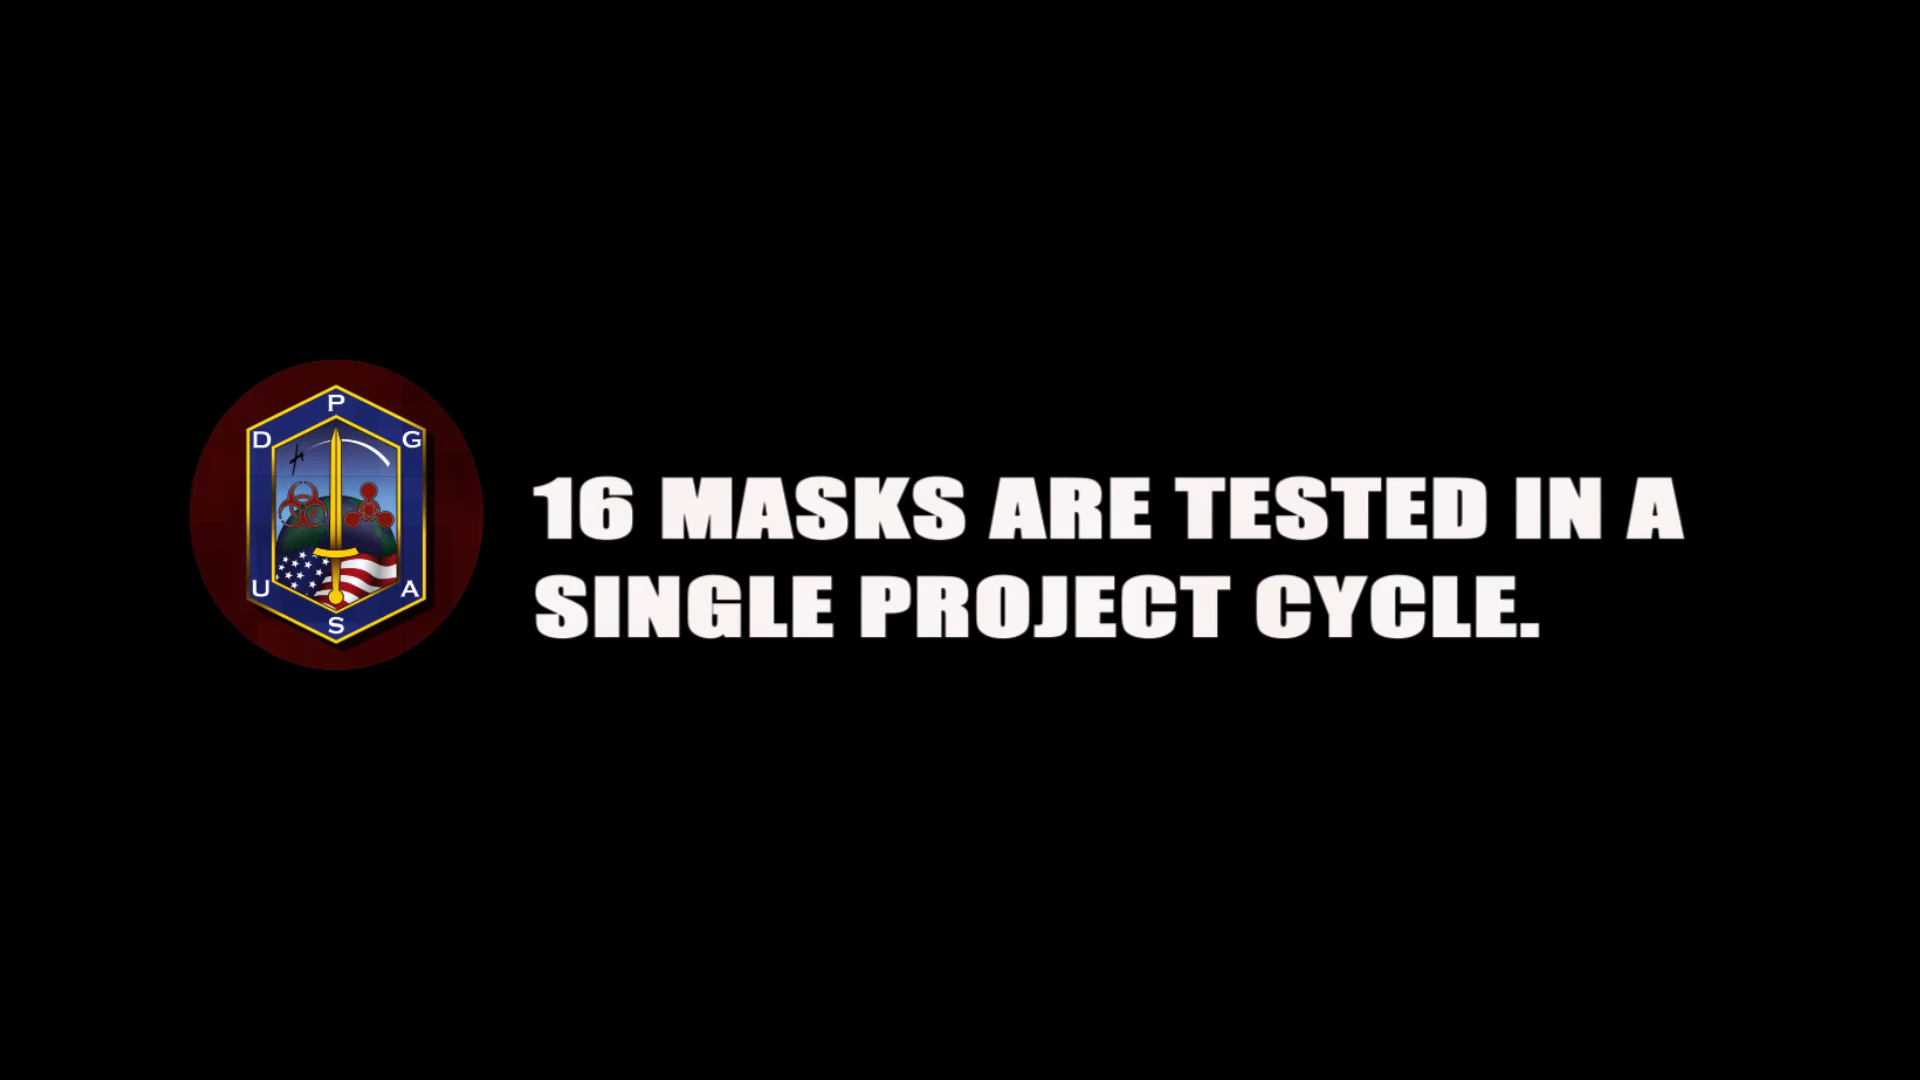 P
D G
U A
S
16 MASKS ARE TESTED IN A
SINGLE PROJECT CYCLE.